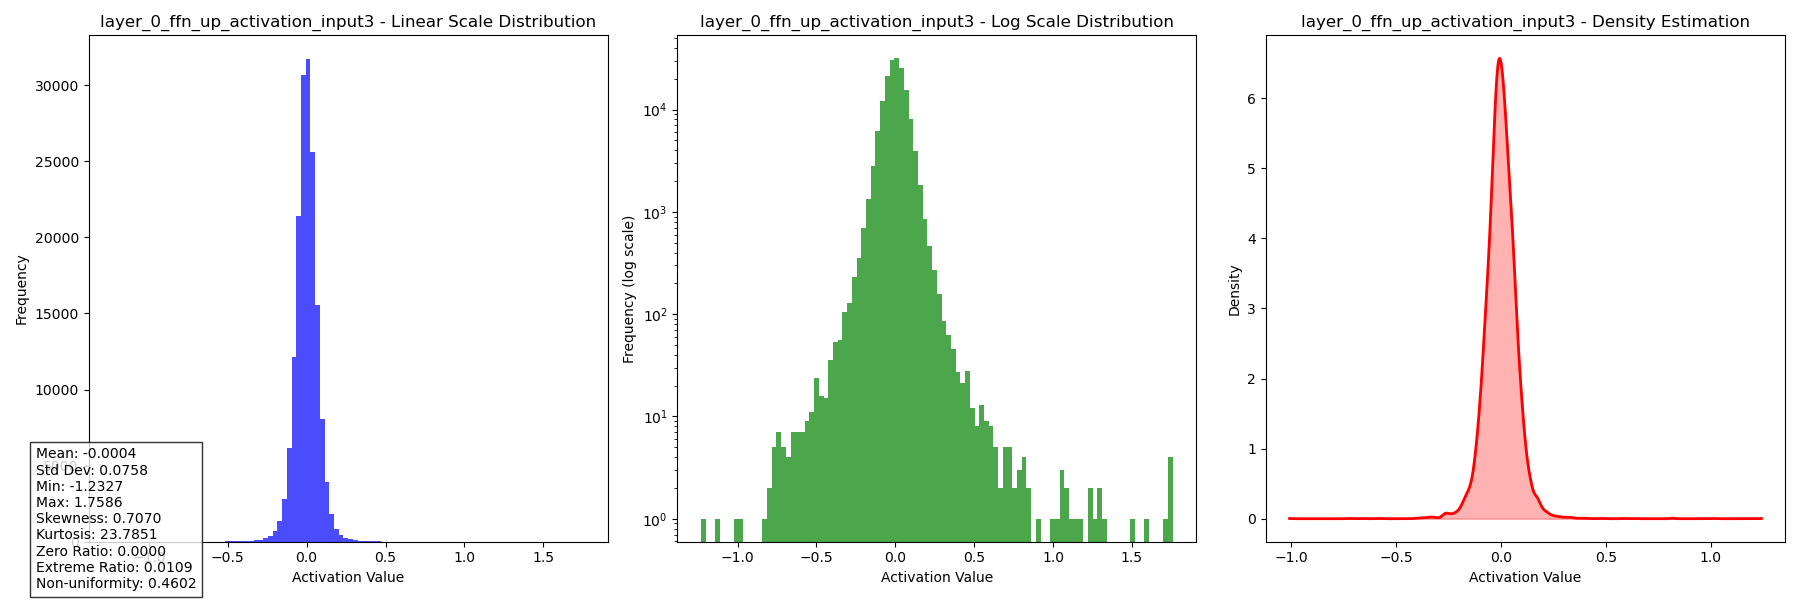 layer_0_ffn_up_activation_input3 - Linear Scale Distribution
Frequency
30000
25000
20000
15000
10000
0
Mean: -0.0004
Std Dev: 0.0758
Min: -1.2327
Max: 1.7586
Skewness: 0.7070
Kurtosis: 23.7851
Zero Ratio: 0.0000
Extreme Ratio: 0.0109
Non-uniformity: 0.4602
−0.5 0.0 0.5 1.0 1.5
Activation Value
layer_0_ffn_up_activation_input3 - Log Scale Distribution
Frequency (log scale)
10⁴
10³
10²
10¹
10⁰
−1.0 −0.5 0.0 0.5 1.0 1.5
Activation Value
layer_0_ffn_up_activation_input3 - Density Estimation
Density
6
5
4
3
2
1
0
−1.0 −0.5 0.0 0.5 1.0
Activation Value